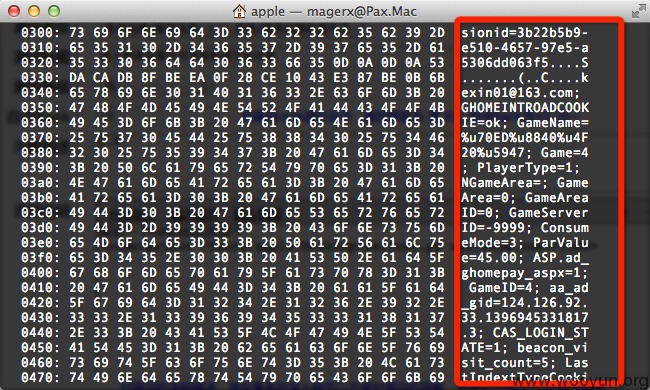 apple — magerx@Pax.Mac
0300: 73 69 6F 6E 69 64 3D 33 62 32 32 62 35 62 39 2D sionid=3b22b5b9-
0310: 65 35 31 30 2D 34 36 35 37 2D 39 37 65 35 2D 61 e510-4657-97e5-a
0320: 35 33 30 36 64 64 30 36 33 66 35 0D 0A 0D 0A 53 5306dd063f5....S
0330: DA CA DB 8F BE EA 0F 28 CE 10 43 E3 87 BE 0B 6B .......(..C....k
0340: 65 78 69 6E 30 31 40 31 36 33 2E 63 6F 6D 3B 20 exin01@163.com;
0350: 47 48 4F 4D 45 49 4E 54 52 4F 41 44 43 4F 4F 4B GHOMEINTROADCOOK
0360: 49 45 3D 6F 6B 3B 20 47 61 6D 65 4E 61 6D 65 3D IE=ok; GameName=
0370: 25 75 37 30 45 44 25 75 38 38 34 30 25 75 34 46 %u70ED%u8840%u4F
0380: 32 30 25 75 35 39 34 37 3B 20 47 61 6D 65 3D 34 20%u5947; Game=4
0390: 3B 20 50 6C 61 79 65 72 54 79 70 65 3D 31 3B 20 ; PlayerType=1;
03a0: 4E 47 61 6D 65 41 72 65 61 3D 3B 20 47 61 6D 65 NGameArea=; Game
03b0: 41 72 65 61 3D 30 3B 20 47 61 6D 65 41 72 65 61 Area=0; GameArea
03c0: 49 44 3D 30 3B 20 47 61 6D 65 53 65 72 76 65 72 ID=0; GameServer
03d0: 49 44 3D 2D 39 39 39 39 3B 20 43 6F 6E 73 75 6D ID=-9999; Consum
03e0: 65 4D 6F 64 65 3D 33 3B 20 50 61 72 56 61 6C 75 eMode=3; ParValu
03f0: 65 3D 34 35 2E 30 30 3B 20 41 53 50 2E 61 64 5F e=45.00; ASP.ad_
0400: 67 68 6F 6D 65 70 61 79 5F 61 73 70 78 3D 31 3B ghomepay_aspx=1;
0410: 20 47 61 6D 65 49 44 3D 34 3B 20 61 61 5F 61 64 GameID=4; aa_ad
0420: 5F 67 69 64 3D 31 32 34 2E 31 32 36 2E 39 32 2E _gid=124.126.92.
0430: 33 33 2E 31 33 39 36 39 34 35 33 33 31 38 31 37 33.1396945331817
0440: 2E 33 3B 20 43 41 53 5F 4C 4F 47 49 4E 5F 53 54 .3; CAS_LOGIN_ST
0450: 41 54 45 3D 31 3B 20 62 65 61 63 6F 6E 5F 76 69 ATE=1; beacon_vi
0460: 73 69 74 5F 63 6F 75 6E 74 3D 35 3B 20 4C 61 73 sit_count=5; Las
0470: 74 49 6E 64 65 78 54 54 79 70 65 43 6F 6F 6B 69 tIndextTypeCooki